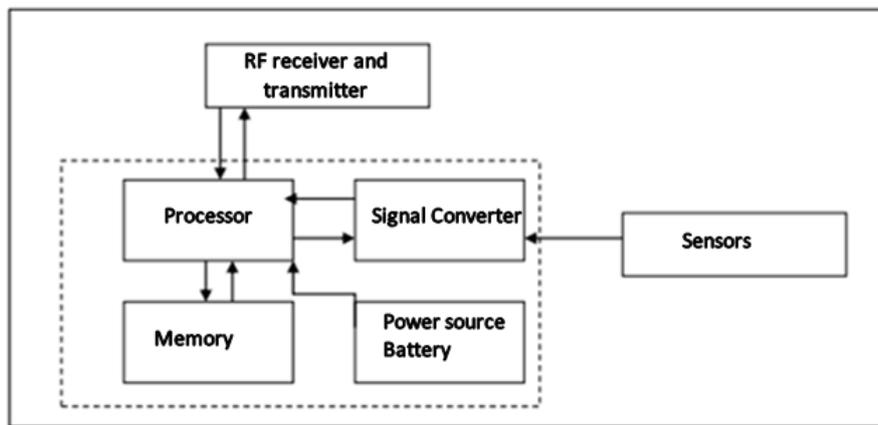 RF receiver and
transmitter
Processor
Signal Converter
Sensors
Memory
Power source
Battery